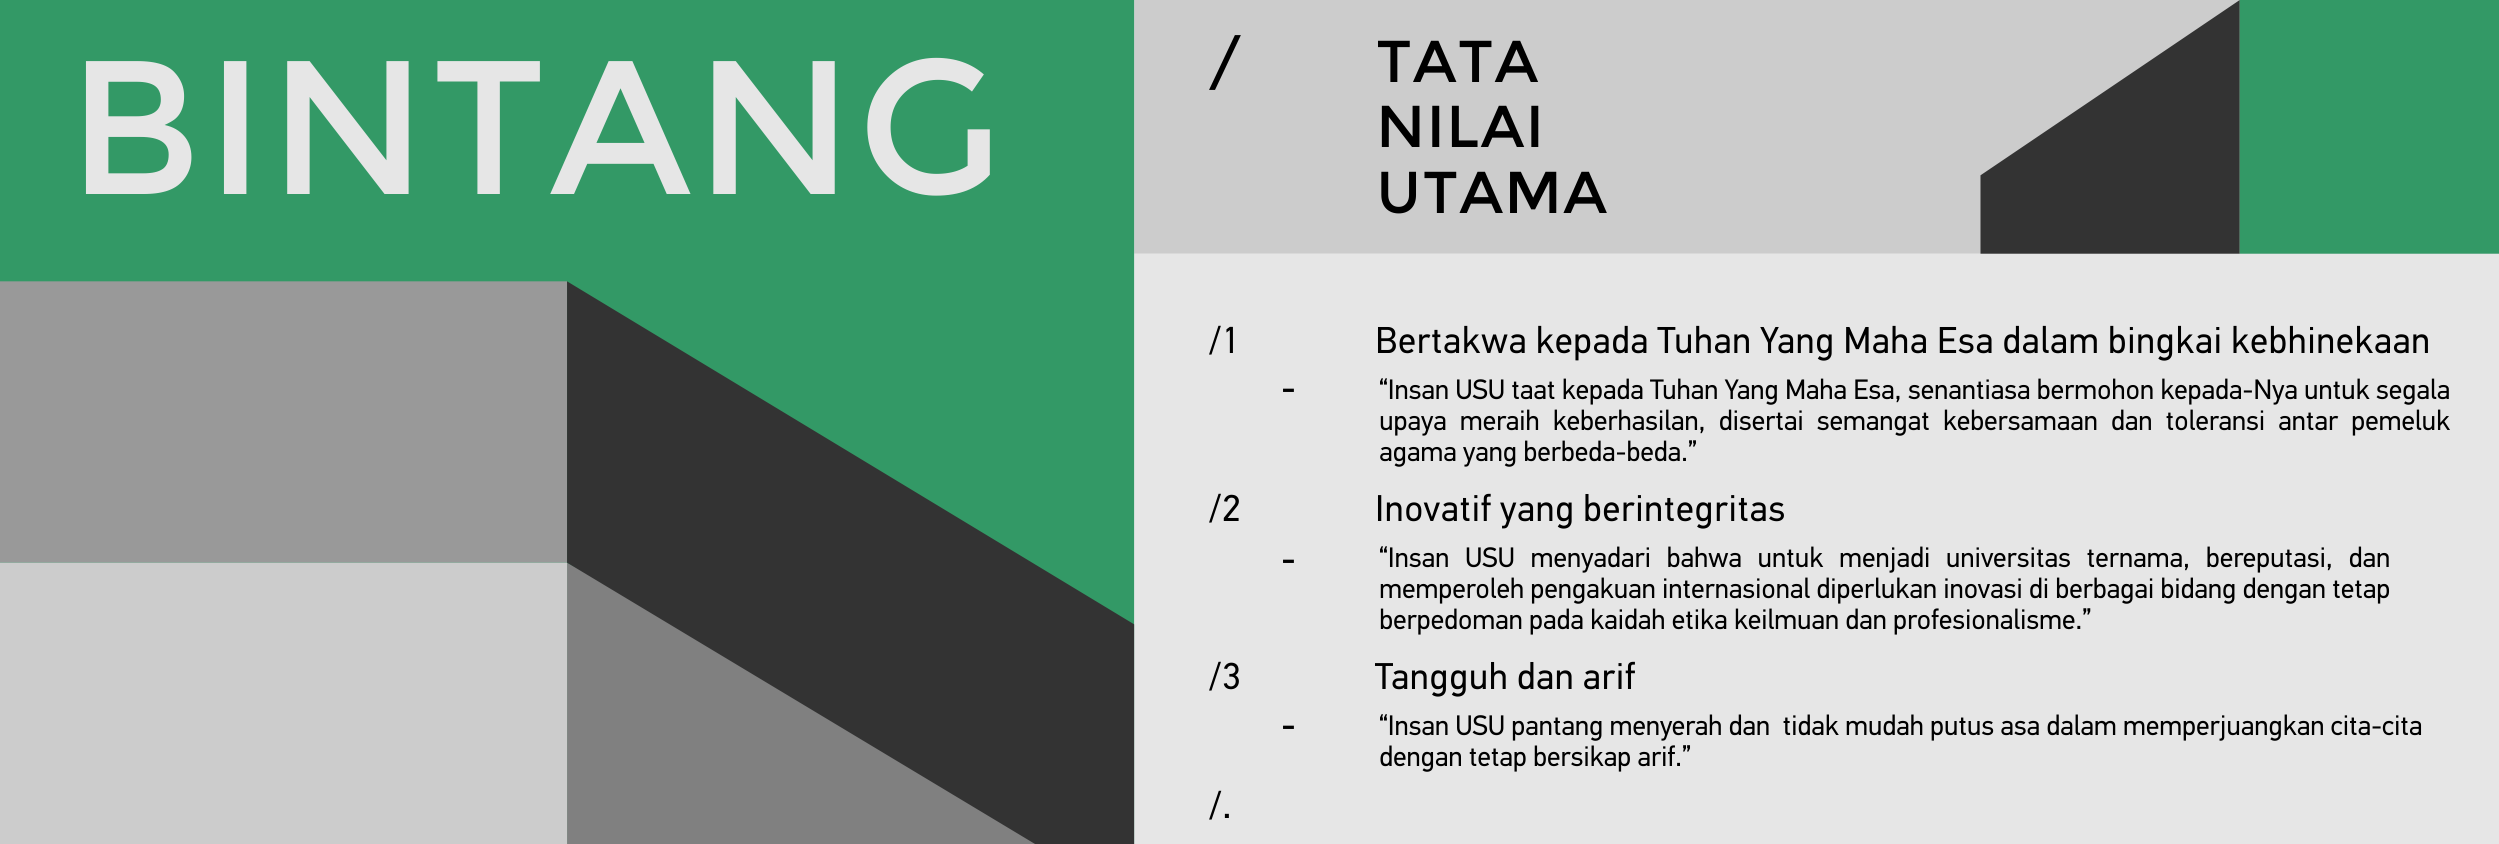 BINTANG
/ TATA
NILAI
UTAMA
/1 Bertakwa kepada Tuhan Yang Maha Esa dalam bingkai kebhinekaan
- “Insan USU taat kepada Tuhan Yang Maha Esa, senantiasa bermohon kepada-Nya untuk segala
upaya meraih keberhasilan, disertai semangat kebersamaan dan toleransi antar pemeluk
agama yang berbeda-beda.”
/2 Inovatif yang berintegritas
- “Insan USU menyadari bahwa untuk menjadi universitas ternama, bereputasi, dan
memperoleh pengakuan internasional diperlukan inovasi di berbagai bidang dengan tetap
berpedoman pada kaidah etika keilmuan dan profesionalisme.”
/3 Tangguh dan arif
- “Insan USU pantang menyerah dan tidak mudah putus asa dalam memperjuangkan cita-cita
dengan tetap bersikap arif.”
/.